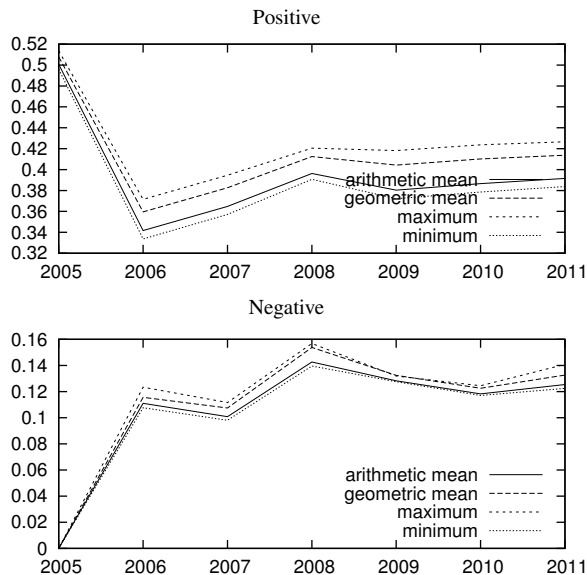 Positive
0.52
0.5
0.48
0.46
0.44
0.42
0.4
0.38
0.36
0.34
0.32
arithmetic mean
geometric mean
maximum
minimum
2005 2006 2007 2008 2009 2010 2011
Negative
0.16
0.14
0.12
0.1
0.08
0.06
0.04
0.02
0
arithmetic mean
geometric mean
maximum
minimum
2005 2006 2007 2008 2009 2010 2011